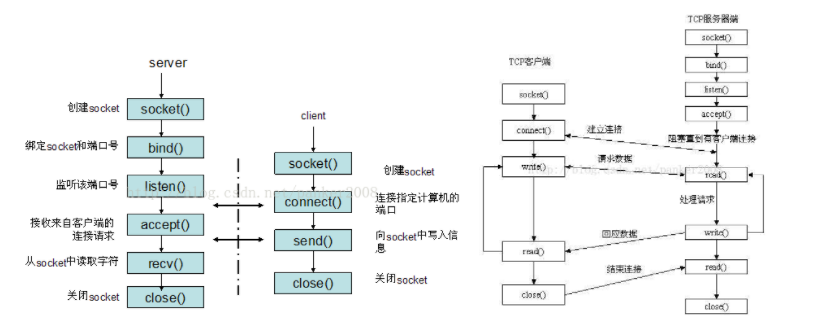 server
创建socket
socket()
绑定socket和端口号
bind()
监听该端口号
listen()
接收来自客户端的
连接请求
accept()
从socket中读取字符
recv()
关闭socket
close()
client
socket()
创建socket
connect()
连接指定计算机的
端口
send()
向socket中写入信
息
close()
关闭socket
TCP客户端
socket()
connect()
write()
read()
close()
建立连接
请求数据
回应数据
结束连接
TCP服务器端
socket()
bind()
listen()
accept()
阻塞直到有客户端连接
read()
处理请求
write()
read()
close()